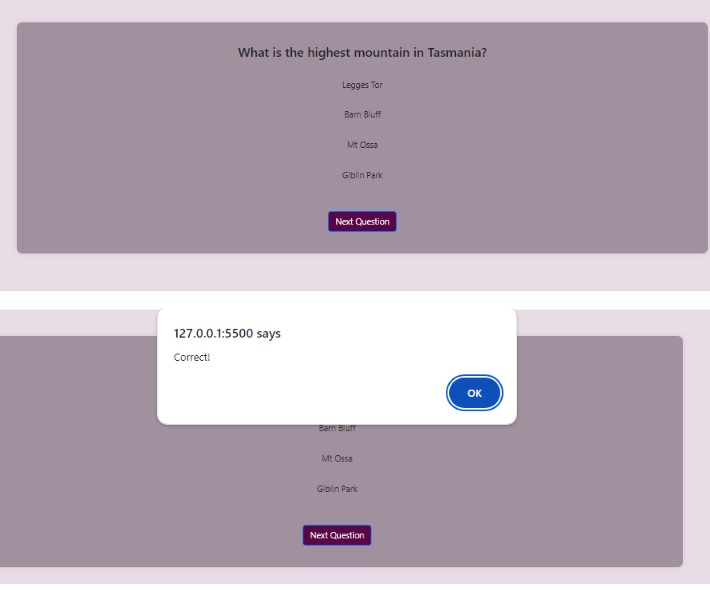 What is the highest mountain in Tasmania?
Legges Tor
Barn Bluff
Mt Ossa
Giblin Park
Next Question
127.0.0.1:5500 says
Correct!
OK
Barn Bluff
Mt Ossa
Giblin Park
Next Question